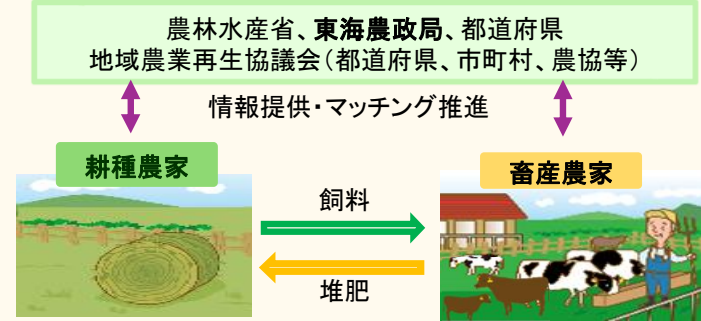 農林水産省、東海農政局、都道府県
地域農業再生協議会（都道府県、市町村、農協等）
情報提供・マッチング推進
耕種農家
畜産農家
飼料
堆肥